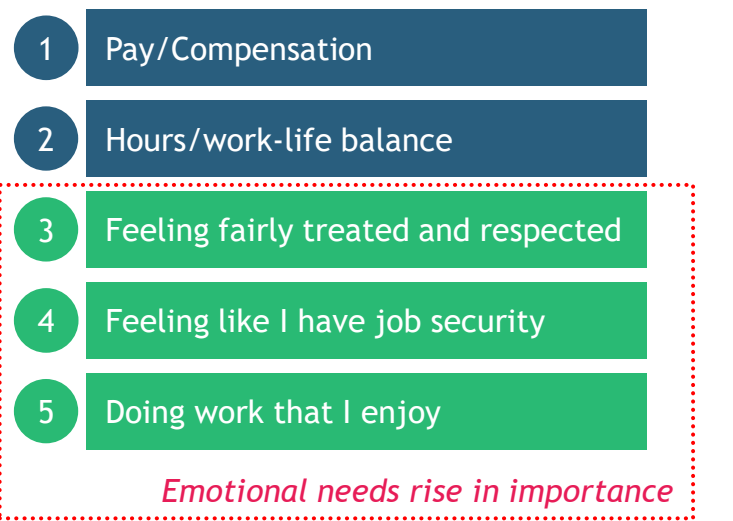 1 Pay/Compensation
2 Hours/work-life balance
3 Feeling fairly treated and respected
4 Feeling like I have job security
5 Doing work that I enjoy
Emotional needs rise in importance